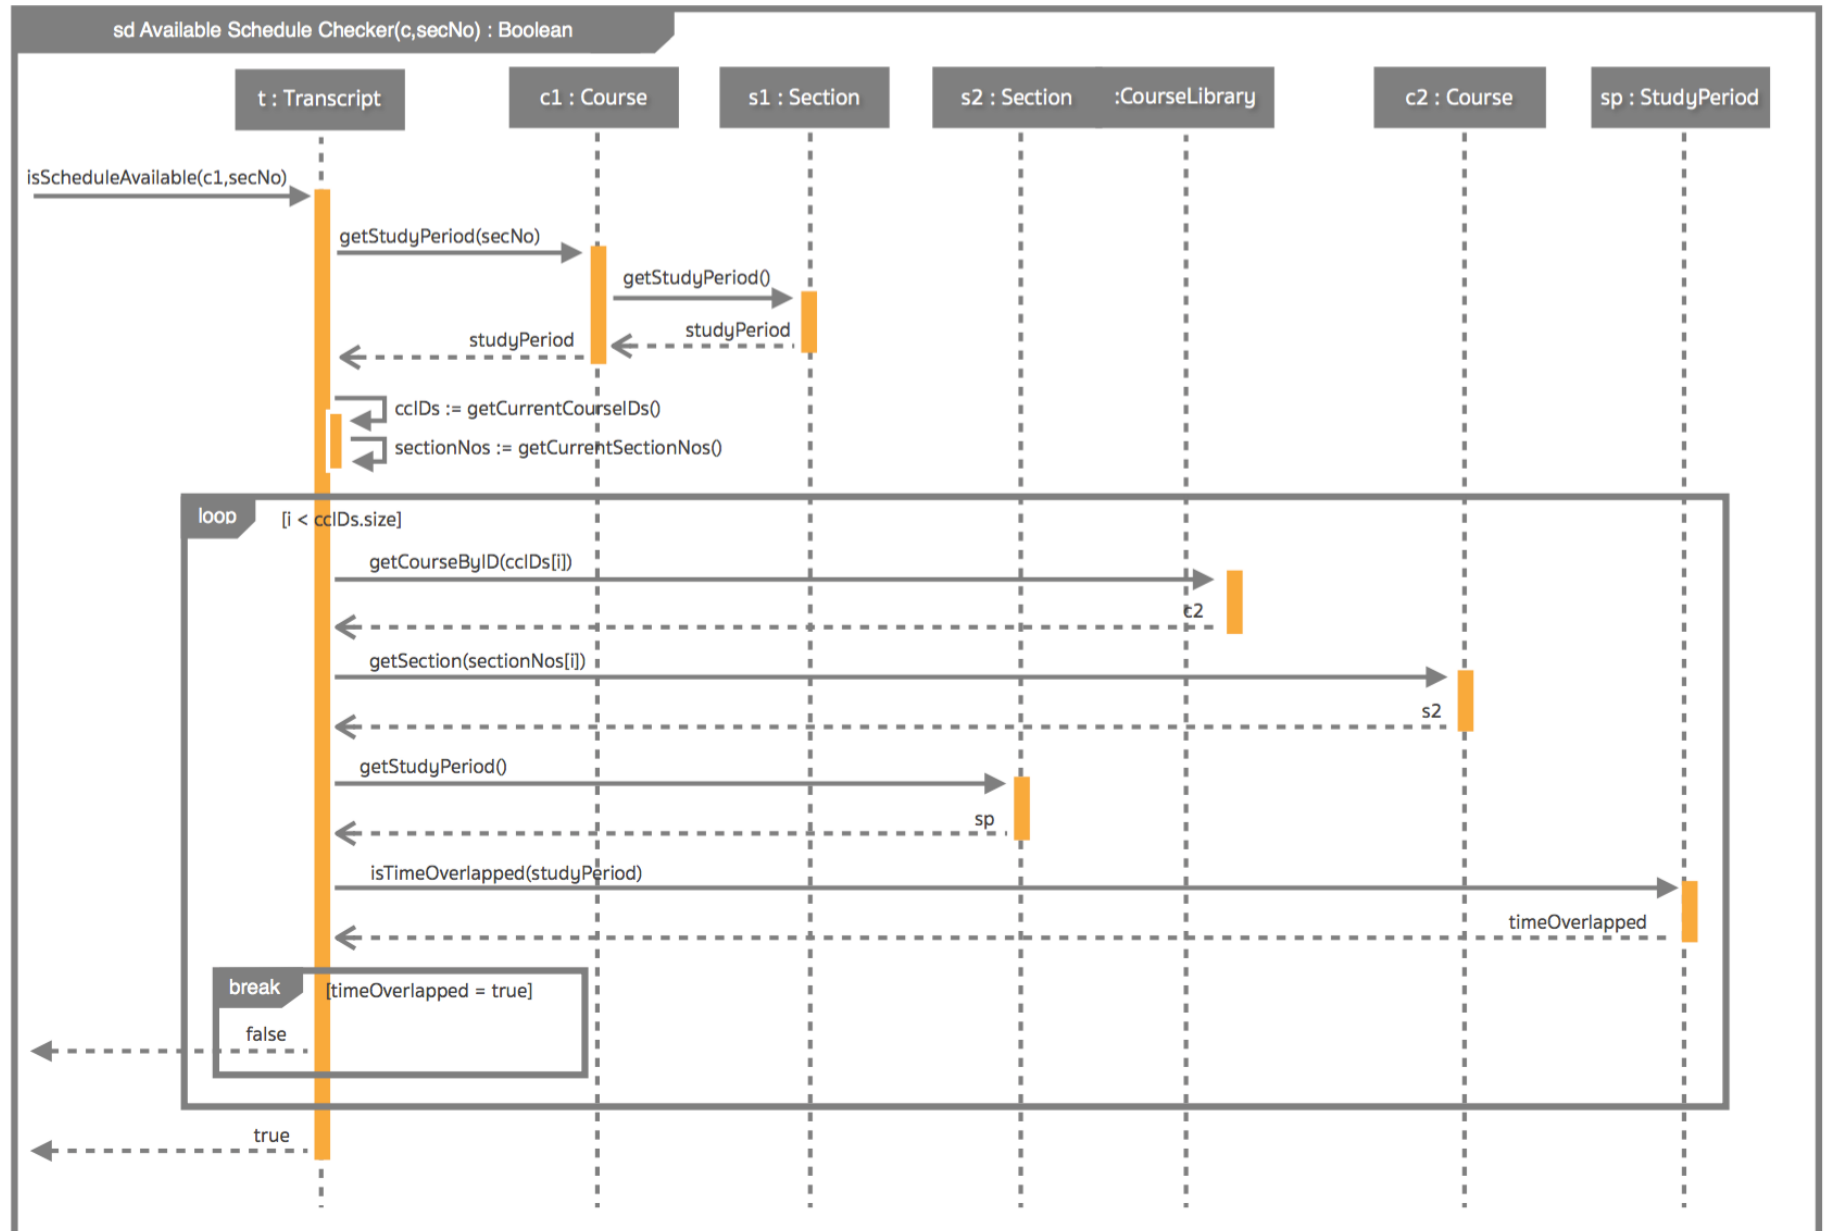 sd Available Schedule Checker(c,secNo) : Boolean
t : Transcript
c1 : Course
s1 : Section
s2 : Section
:CourseLibrary
c2 : Course
sp : StudyPeriod
isScheduleAvailable(c1,secNo)
getStudyPeriod(secNo)
getStudyPeriod()
studyPeriod
studyPeriod
ccIDs := getCurrentCourseIDs()
sectionNos := getCurrentSectionNos()
loop
[i < ccIDs.size]
getCourseByID(ccIDs[i])
c2
getSection(sectionNos[i])
s2
getStudyPeriod()
sp
isTimeOverlapped(studyPeriod)
timeOverlapped
break
[timeOverlapped = true]
false
true